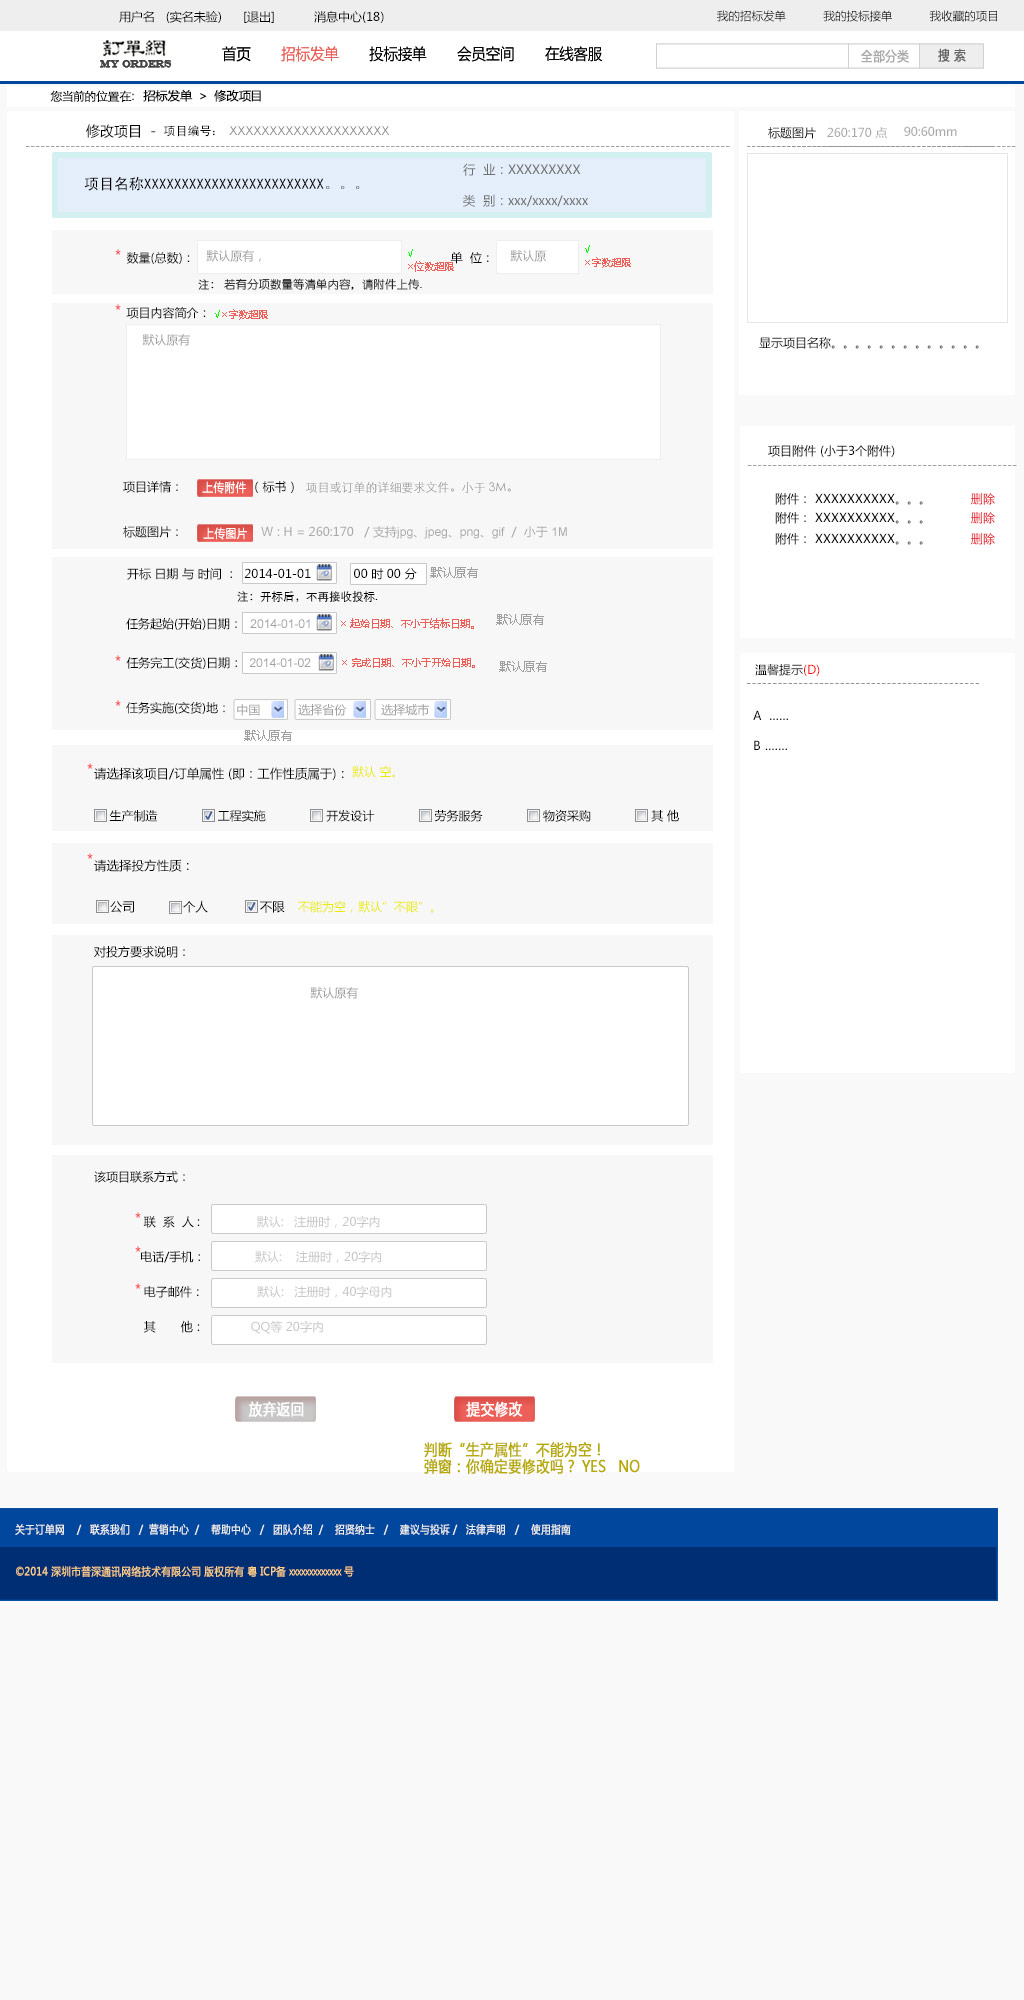 用户名 (实名未验) [退出] 消息中心(18) 我的招标发单 我的投标接单 我收藏的项目
訂單網
MY ORDERS
首页 招标发单 投标接单 会员空间 在线客服 全部分类 搜 索
您当前的位置在: 招标发单 > 修改项目
修改项目 - 项目编号: XXXXXXXXXXXXXXXXXXXX
项目名称XXXXXXXXXXXXXXXXXXXXXXXX。。。
行 业：XXXXXXXXX
类 别：xxx/xxxx/xxxx
* 数量(总数)： 默认原有， √ ×位数超限 单 位： 默认原 √ ×字数超限
注： 若有分项数量等清单内容，请附件上传.
* 项目内容简介： √×字数超限
默认原有
项目详情： 上传附件 ( 标书 ) 项目或订单的详细要求文件。小于 3M。
标题图片： 上传图片 W : H = 260:170 / 支持jpg、jpeg、png、gif / 小于 1M
开标 日期 与 时间 ： 2014-01-01 00 时 00 分 默认原有
注：开标后，不再接收投标.
任务起始(开始)日期： 2014-01-01 × 起始日期、不小于结标日期。 默认原有
* 任务完工(交货)日期： 2014-01-02 × 完成日期、不小于开始日期。 默认原有
* 任务实施(交货)地： 中国 选择省份 选择城市
默认原有
*请选择该项目/订单属性 (即：工作性质属于)： 默认 空。
生产制造 工程实施 开发设计 劳务服务 物资采购 其 他
*请选择投方性质：
公司 个人 不限 不能为空，默认“不限”。
对投方要求说明：
默认原有
该项目联系方式：
* 联 系 人： 默认: 注册时，20字内
*电话/手机： 默认: 注册时，20字内
* 电子邮件： 默认: 注册时，40字母内
其 他： QQ等 20字内
放弃返回 提交修改
判断“生产属性”不能为空！
弹窗：你确定要修改吗？ YES NO
标题图片 260:170 点 90:60mm
显示项目名称。。。。。。。。。。。。。
项目附件 (小于3个附件)
附件： XXXXXXXXXX。。。 删除
附件： XXXXXXXXXX。。。 删除
附件： XXXXXXXXXX。。。 删除
温馨提示(D)
A ......
B .......
关于订单网 / 联系我们 / 营销中心 / 帮助中心 / 团队介绍 / 招贤纳士 / 建议与投诉 / 法律声明 / 使用指南
©2014 深圳市普深通讯网络技术有限公司 版权所有 粤 ICP备 xxxxxxxxxxxx 号